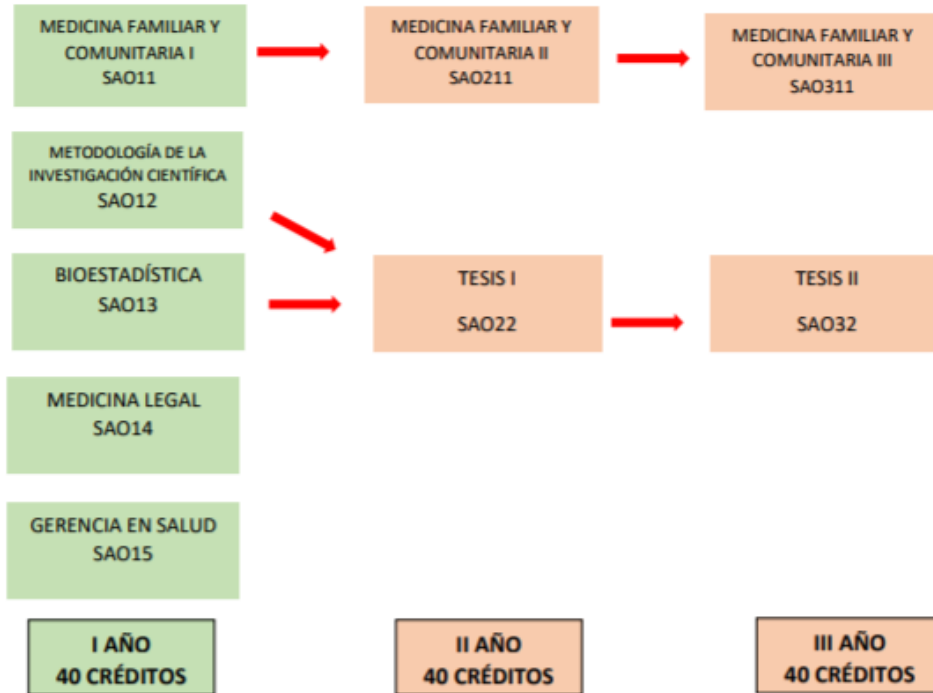 MEDICINA FAMILIAR Y
COMUNITARIA I
SAO11
MEDICINA FAMILIAR Y
COMUNITARIA II
SAO211
MEDICINA FAMILIAR Y
COMUNITARIA III
SAO311
METODOLOGÍA DE LA
INVESTIGACIÓN CIENTÍFICA
SAO12
BIOESTADÍSTICA
SAO13
TESIS I
SAO22
TESIS II
SAO32
MEDICINA LEGAL
SAO14
GERENCIA EN SALUD
SAO15
I AÑO
40 CRÉDITOS
II AÑO
40 CRÉDITOS
III AÑO
40 CRÉDITOS